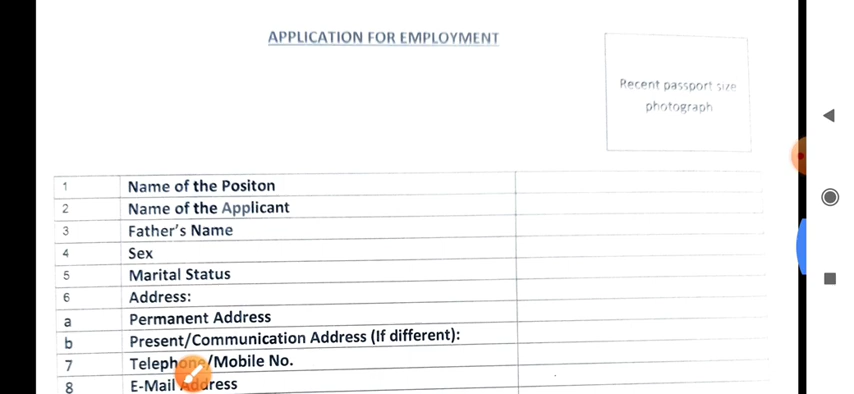 APPLICATION FOR EMPLOYMENT
Recent passport size
photograph
1 Name of the Positon
2 Name of the Applicant
3 Father's Name
4 Sex
5 Marital Status
6 Address:
a Permanent Address
b Present/Communication Address (If different):
7 Telephone/Mobile No.
8 E-Mail Address